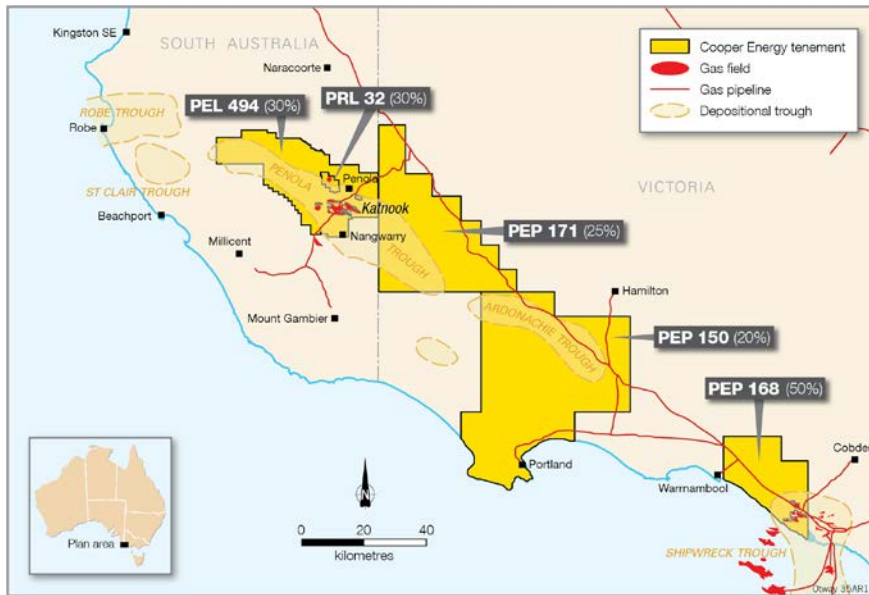 Kingston SE
SOUTH AUSTRALIA
Naracoorte
Cooper Energy tenement
Gas field
Gas pipeline
Depositional trough
PEL 494 (30%)
PRL 32 (30%)
ROBE TROUGH
Robe
ST CLAIR TROUGH
PENOLA
TROUGH
Penola
Katnook
VICTORIA
Beachport
Nangwarry
PEP 171 (25%)
Millicent
Hamilton
ARDONACHIE TROUGH
Mount Gambier
PEP 150 (20%)
PEP 168 (50%)
Cobden
Portland
Warrnambool
N
0 20 40
kilometres
Plan area
SHIPWRECK TROUGH
Otway 35AR1